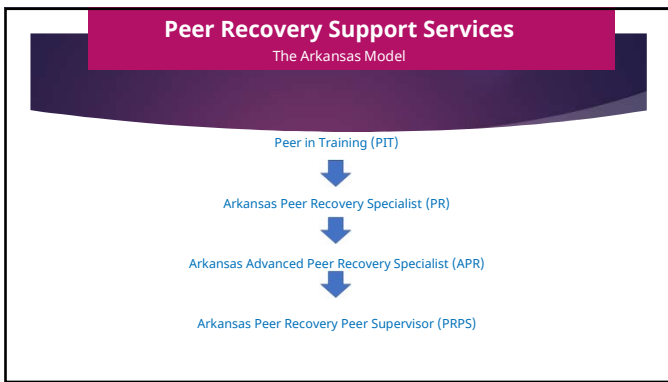 Peer Recovery Support Services
The Arkansas Model
Peer in Training (PIT)
Arkansas Peer Recovery Specialist (PR)
Arkansas Advanced Peer Recovery Specialist (APR)
Arkansas Peer Recovery Peer Supervisor (PRPS)